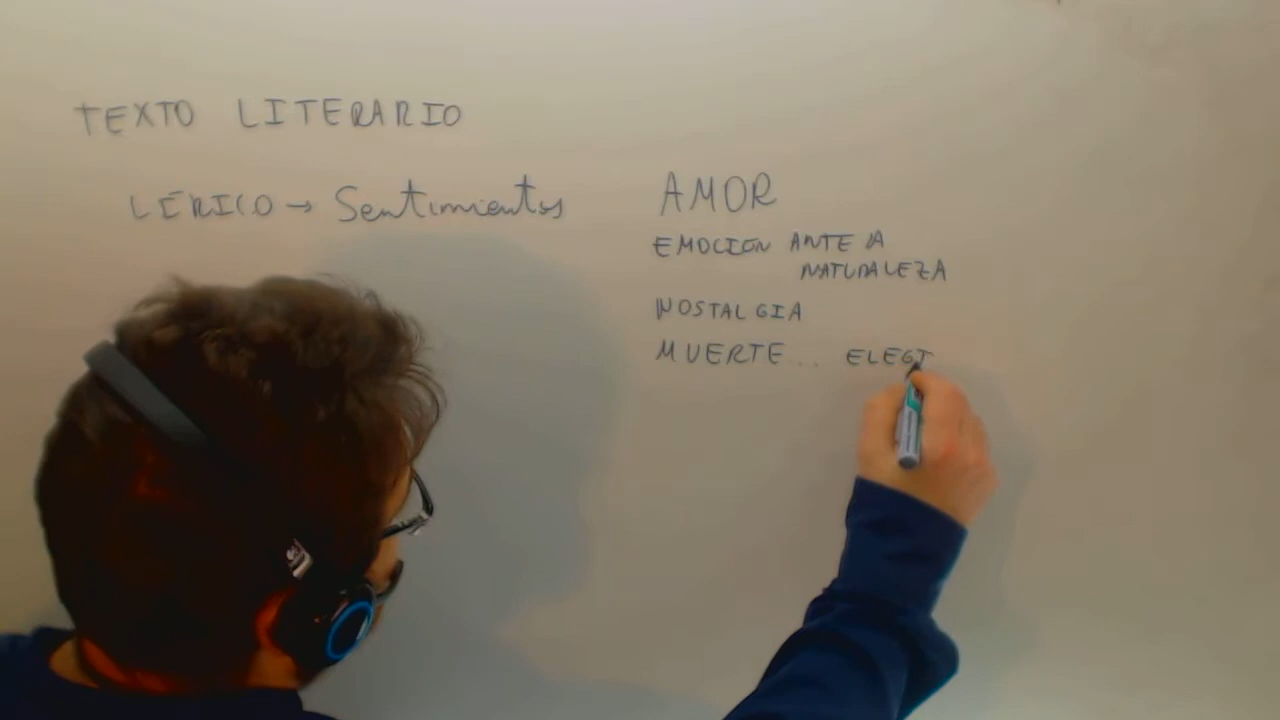 TEXTO LITERARIO
LÍRICO → Sentimientos
AMOR
EMOCIÓN ANTE LA
NATURALEZA
NOSTALGIA
MUERTE... ELEGI